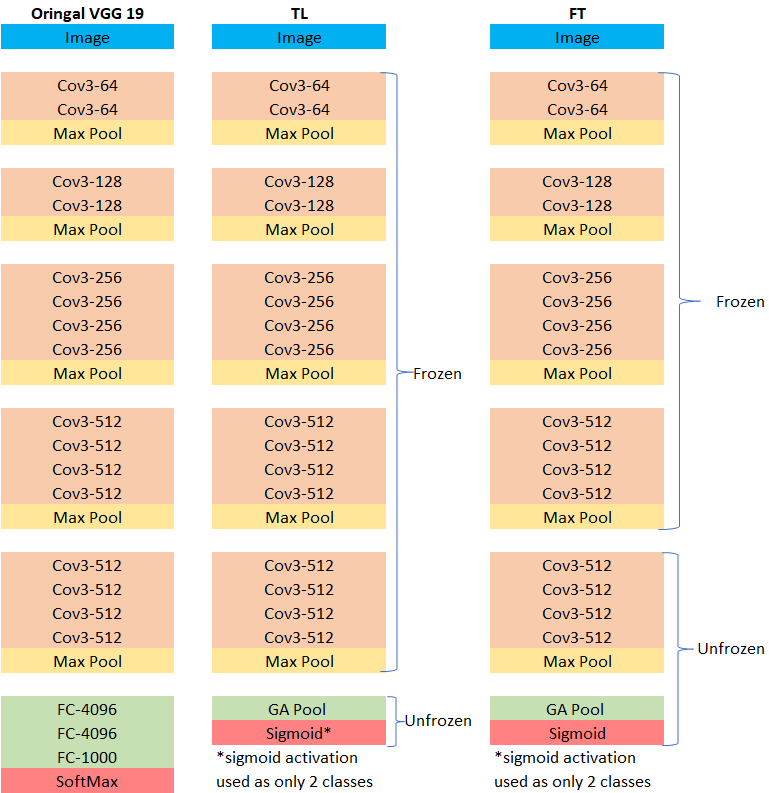 Oringal VGG 19
Image
Cov3-64
Cov3-64
Max Pool
Cov3-128
Cov3-128
Max Pool
Cov3-256
Cov3-256
Cov3-256
Cov3-256
Max Pool
Cov3-512
Cov3-512
Cov3-512
Cov3-512
Max Pool
Cov3-512
Cov3-512
Cov3-512
Cov3-512
Max Pool
FC-4096
FC-4096
FC-1000
SoftMax
TL
Image
Cov3-64
Cov3-64
Max Pool
Cov3-128
Cov3-128
Max Pool
Cov3-256
Cov3-256
Cov3-256
Cov3-256
Max Pool
Cov3-512
Cov3-512
Cov3-512
Cov3-512
Max Pool
Cov3-512
Cov3-512
Cov3-512
Cov3-512
Max Pool
Frozen
GA Pool
Sigmoid*
Unfrozen
*sigmoid activation
used as only 2 classes
FT
Image
Cov3-64
Cov3-64
Max Pool
Cov3-128
Cov3-128
Max Pool
Cov3-256
Cov3-256
Cov3-256
Cov3-256
Max Pool
Cov3-512
Cov3-512
Cov3-512
Cov3-512
Max Pool
Frozen
Cov3-512
Cov3-512
Cov3-512
Cov3-512
Max Pool
GA Pool
Sigmoid
Unfrozen
*sigmoid activation
used as only 2 classes